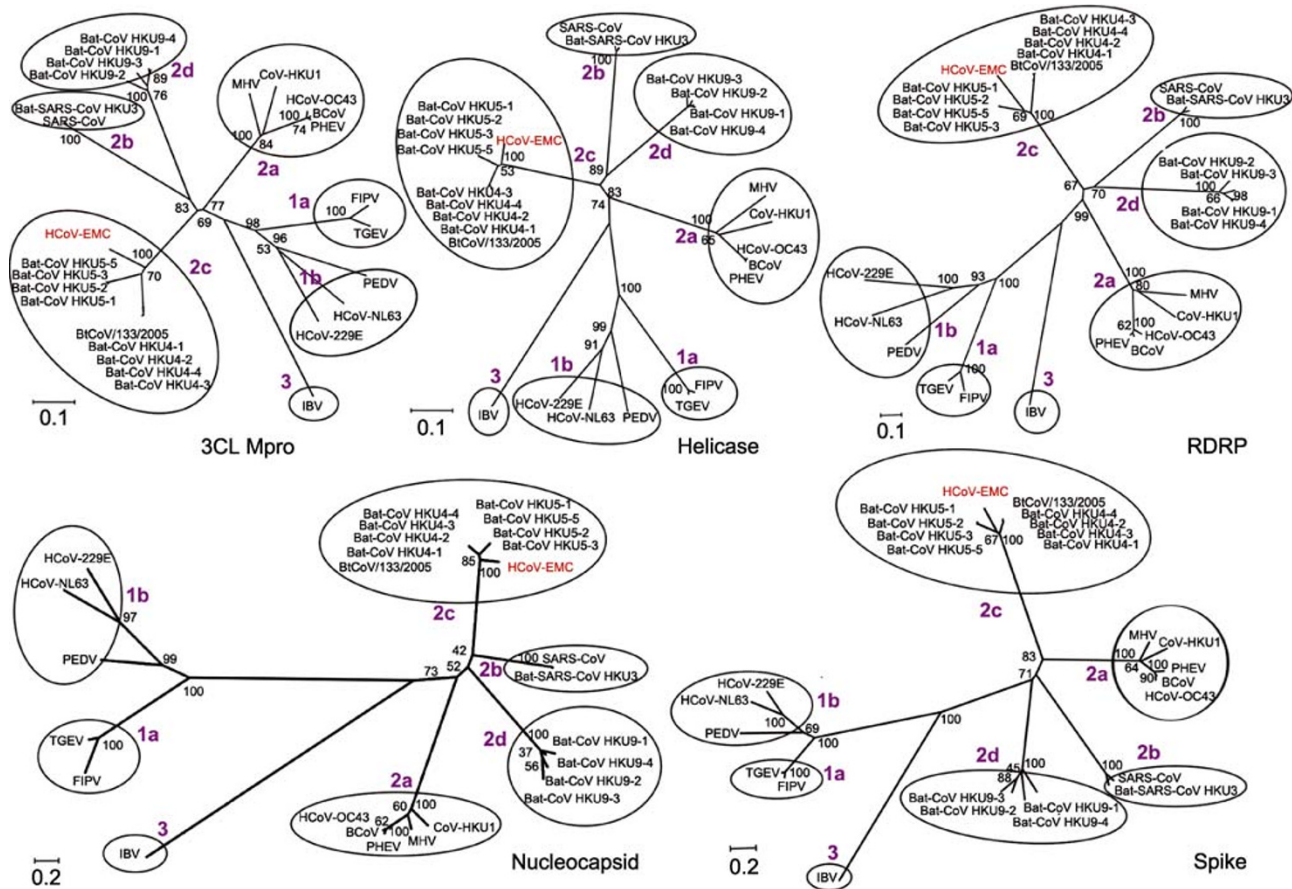 Bat-CoV HKU9-4
Bat-CoV HKU9-1
Bat-CoV HKU9-3
Bat-CoV HKU9-2
2d
89
76
100
Bat-SARS-CoV HKU3
SARS-CoV
100
2b
CoV-HKU1
MHV
HCoV-OC43
100
BCoV
74
PHEV
100
84
2a
1a
FIPV
100
TGEV
83
77
69
98
96
53
1b
PEDV
HCoV-NL63
HCoV-229E
HCoV-EMC
2c
100
Bat-CoV HKU5-5
Bat-CoV HKU5-3
70
Bat-CoV HKU5-2
Bat-CoV HKU5-1
BtCoV/133/2005
Bat-CoV HKU4-1
Bat-CoV HKU4-2
Bat-CoV HKU4-4
Bat-CoV HKU4-3
3
IBV
0.1
3CL Mpro
SARS-CoV
Bat-SARS-CoV HKU3
100
2b
Bat-CoV HKU9-3
Bat-CoV HKU9-2
Bat-CoV HKU9-1
100
Bat-CoV HKU9-4
2d
Bat-CoV HKU5-1
Bat-CoV HKU5-2
Bat-CoV HKU5-3
HCoV-EMC
Bat-CoV HKU5-5
100
53
2c
89
83
74
Bat-CoV HKU4-3
Bat-CoV HKU4-4
Bat-CoV HKU4-2
Bat-CoV HKU4-1
BtCoV/133/2005
MHV
CoV-HKU1
100
2a
65
HCoV-OC43
BCoV
PHEV
100
99
91
1b
1a
100
FIPV
TGEV
3
IBV
HCoV-229E
HCoV-NL63
PEDV
0.1
Helicase
Bat-CoV HKU4-3
Bat-CoV HKU4-4
Bat-CoV HKU4-2
Bat-CoV HKU4-1
BtCoV/133/2005
HCoV-EMC
Bat-CoV HKU5-1
Bat-CoV HKU5-2
Bat-CoV HKU5-5
Bat-CoV HKU5-3
69
100
2c
SARS-CoV
Bat-SARS-CoV HKU3
2b
100
Bat-CoV HKU9-2
Bat-CoV HKU9-3
100
66
98
Bat-CoV HKU9-1
Bat-CoV HKU9-4
2d
67
70
99
2a
100
80
MHV
CoV-HKU1
62
100
HCoV-OC43
PHEV
BCoV
HCoV-229E
100
93
100
HCoV-NL63
1b
PEDV
1a
100
TGEV
FIPV
3
IBV
0.1
RDRP
HCoV-229E
HCoV-NL63
1b
97
PEDV
99
100
TGEV
100
1a
FIPV
Bat-CoV HKU4-4
Bat-CoV HKU4-3
Bat-CoV HKU4-2
Bat-CoV HKU4-1
BtCoV/133/2005
Bat-CoV HKU5-1
Bat-CoV HKU5-5
Bat-CoV HKU5-2
Bat-CoV HKU5-3
85
100
HCoV-EMC
2c
42
52
73
2b
100
SARS-CoV
Bat-SARS-CoV HKU3
2d
100
37
56
Bat-CoV HKU9-1
Bat-CoV HKU9-4
Bat-CoV HKU9-2
Bat-CoV HKU9-3
2a
60
100
HCoV-OC43
62
BCoV
100
CoV-HKU1
PHEV
MHV
3
IBV
0.2
Nucleocapsid
HCoV-EMC
Bat-CoV HKU5-1
Bat-CoV HKU5-2
Bat-CoV HKU5-3
Bat-CoV HKU5-5
BtCoV/133/2005
Bat-CoV HKU4-4
Bat-CoV HKU4-2
Bat-CoV HKU4-3
Bat-CoV HKU4-1
67
100
2c
83
71
MHV
CoV-HKU1
100
64
100
PHEV
90
BCoV
HCoV-OC43
2a
HCoV-229E
1b
HCoV-NL63
100
69
PEDV
100
TGEV
100
1a
FIPV
100
2d
45
100
88
Bat-CoV HKU9-3
Bat-CoV HKU9-2
Bat-CoV HKU9-1
Bat-CoV HKU9-4
2b
100
SARS-CoV
Bat-SARS-CoV HKU3
3
IBV
0.2
Spike